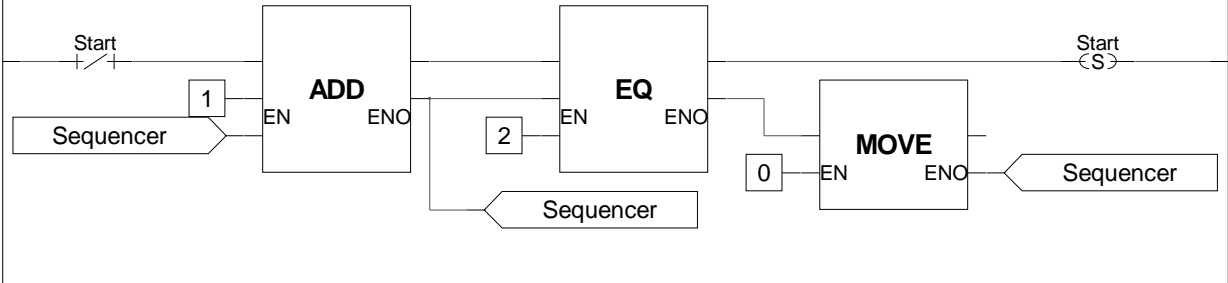 Start
Start
S
ADD
EQ
1
EN
ENO
Sequencer
2
EN
ENO
MOVE
0
EN
ENO
Sequencer
Sequencer